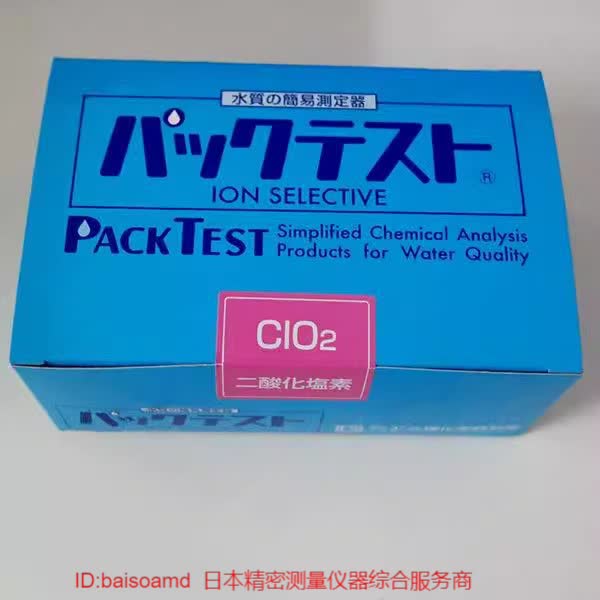 水質の簡易測定器
パックテスト®
ION SELECTIVE
PACKTEST
Simplified Chemical Analysis
Products for Water Quality
ClO2
二酸化塩素
パックテスト
ID:baisoamd 日本精密测量仪器综合服务商